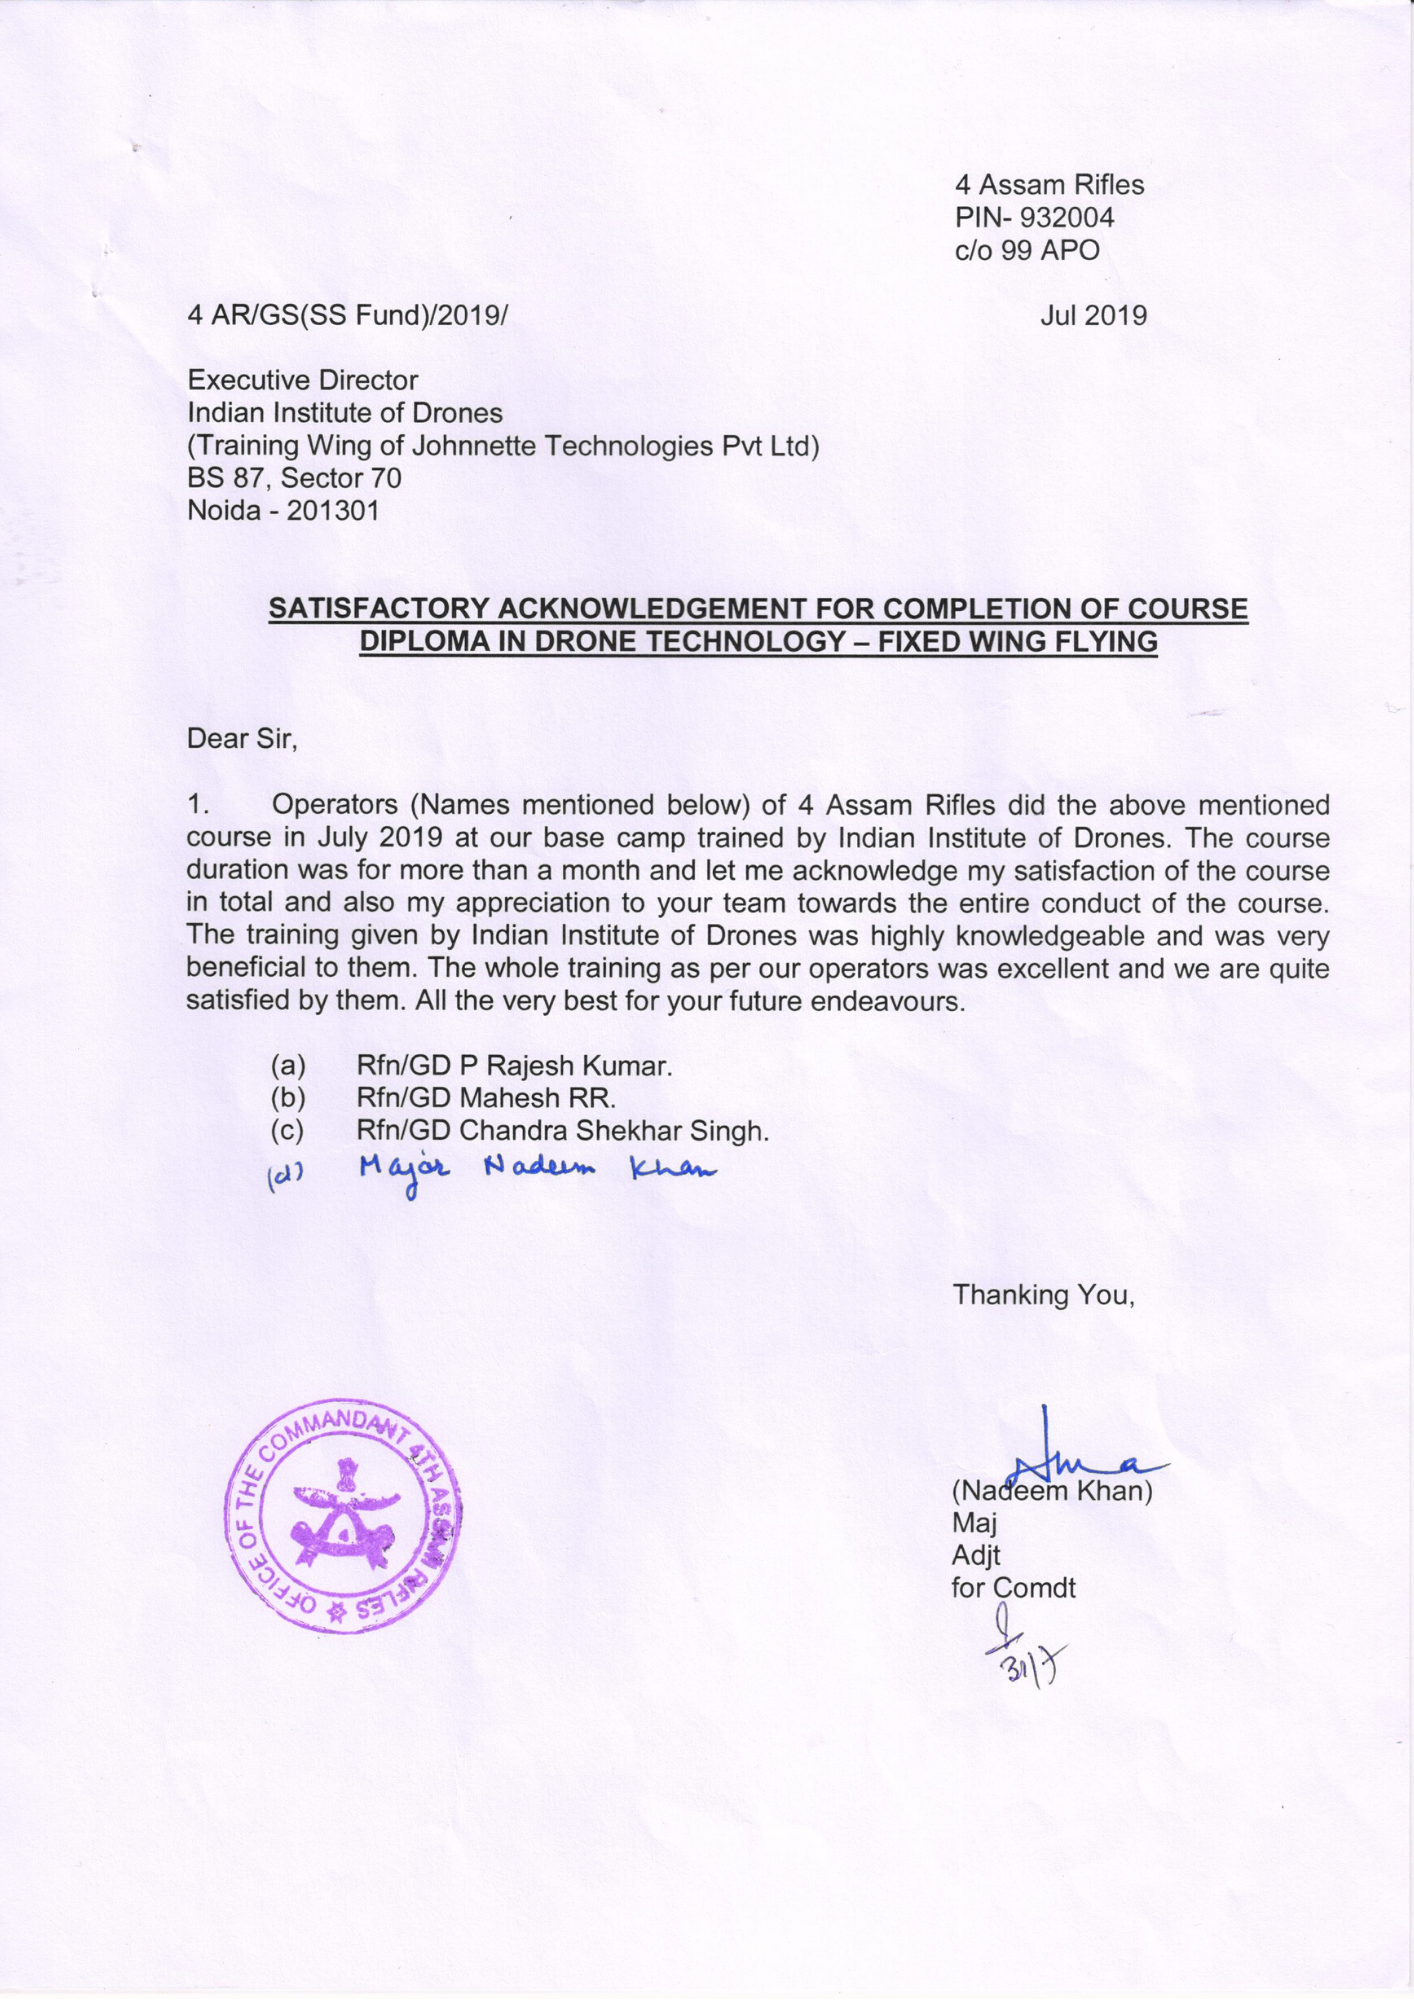 4 Assam Rifles
PIN- 932004
c/o 99 APO
4 AR/GS(SS Fund)/2019/ Jul 2019
Executive Director
Indian Institute of Drones
(Training Wing of Johnnette Technologies Pvt Ltd)
BS 87, Sector 70
Noida - 201301
SATISFACTORY ACKNOWLEDGEMENT FOR COMPLETION OF COURSE
DIPLOMA IN DRONE TECHNOLOGY – FIXED WING FLYING
Dear Sir,
1. Operators (Names mentioned below) of 4 Assam Rifles did the above mentioned
course in July 2019 at our base camp trained by Indian Institute of Drones. The course
duration was for more than a month and let me acknowledge my satisfaction of the course
in total and also my appreciation to your team towards the entire conduct of the course.
The training given by Indian Institute of Drones was highly knowledgeable and was very
beneficial to them. The whole training as per our operators was excellent and we are quite
satisfied by them. All the very best for your future endeavours.
(a) Rfn/GD P Rajesh Kumar.
(b) Rfn/GD Mahesh RR.
(c) Rfn/GD Chandra Shekhar Singh.
(d) Major Nadeem Khan
Thanking You,
OFFICE OF THE COMMANDANT 4TH ASSAM RIFLES
(Nadeem Khan)
Maj
Adjt
for Comdt
31/7